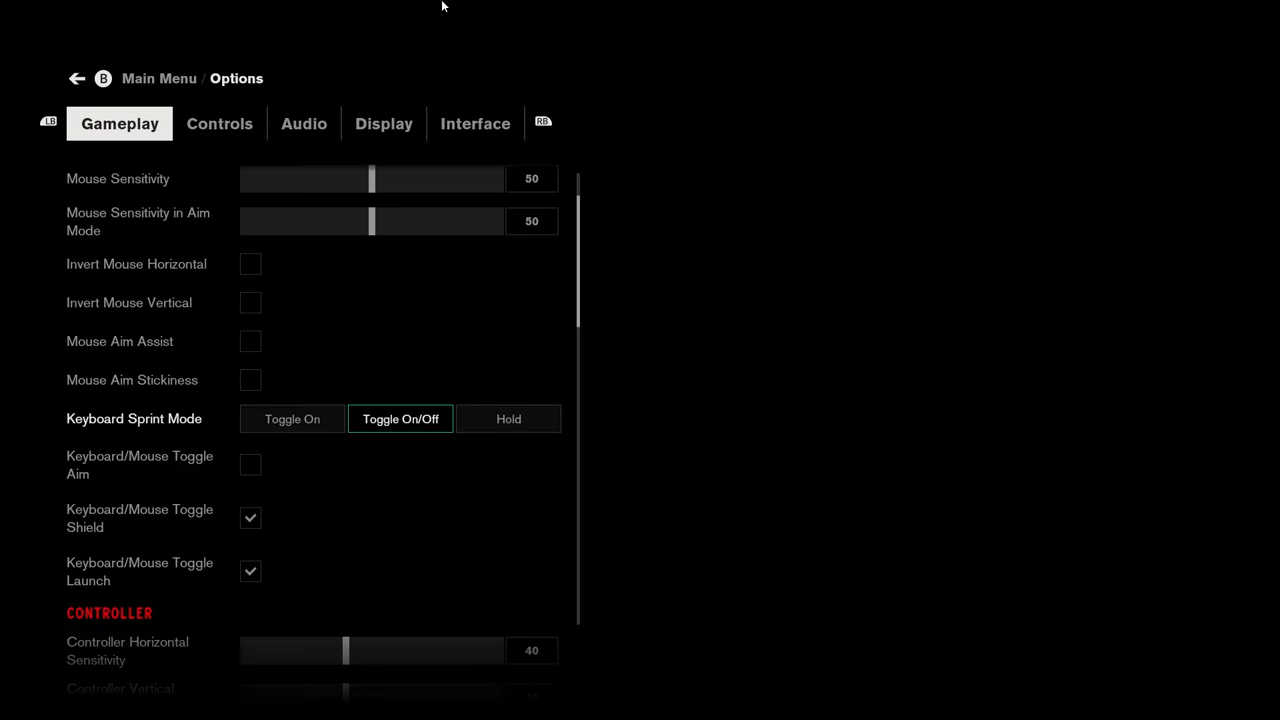 B Main Menu / Options
LB Gameplay Controls Audio Display Interface RB
Mouse Sensitivity 50
Mouse Sensitivity in Aim
Mode 50
Invert Mouse Horizontal
Invert Mouse Vertical
Mouse Aim Assist
Mouse Aim Stickiness
Keyboard Sprint Mode Toggle On Toggle On/Off Hold
Keyboard/Mouse Toggle
Aim
Keyboard/Mouse Toggle
Shield
Keyboard/Mouse Toggle
Launch
CONTROLLER
Controller Horizontal
Sensitivity 40
Controller Vertical